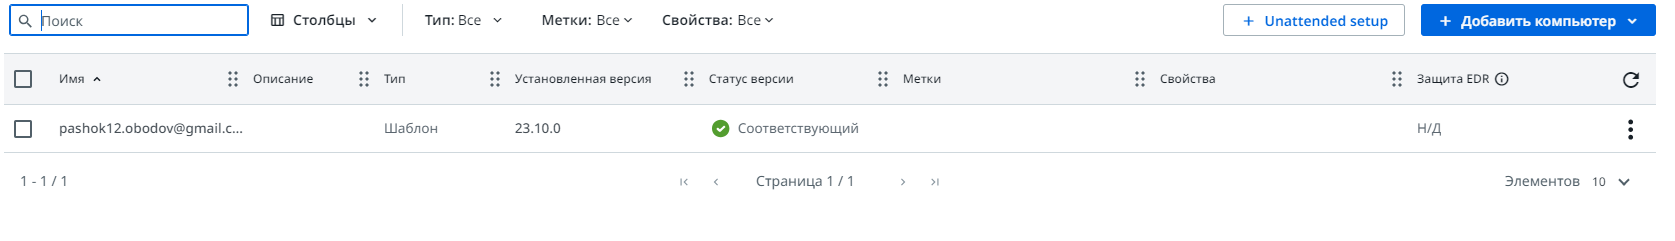 Поиск Столбцы Тип: Все Метки: Все Свойства: Все + Unattended setup + Добавить компьютер
Имя Описание Тип Установленная версия Статус версии Метки Свойства Защита EDR
pashok12.obodov@gmail.c... Шаблон 23.10.0 Соответствующий Н/Д
1 - 1 / 1 Страница 1 / 1 Элементов 10